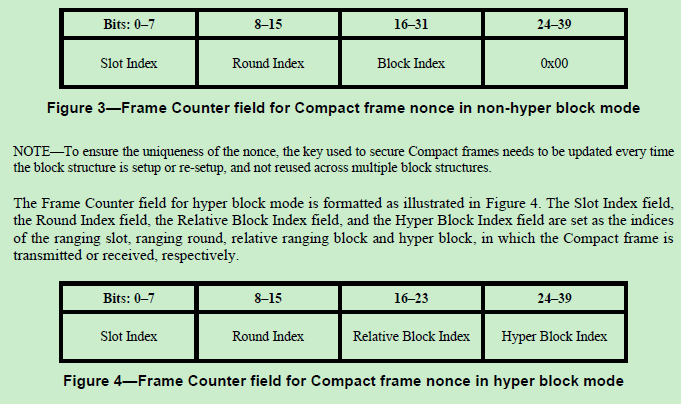 Bits: 0–7 8–15 16–31 24–39
Slot Index Round Index Block Index 0x00
Figure 3—Frame Counter field for Compact frame nonce in non-hyper block mode
NOTE—To ensure the uniqueness of the nonce, the key used to secure Compact frames needs to be updated every time
the block structure is setup or re-setup, and not reused across multiple block structures.
The Frame Counter field for hyper block mode is formatted as illustrated in Figure 4. The Slot Index field,
the Round Index field, the Relative Block Index field, and the Hyper Block Index field are set as the indices
of the ranging slot, ranging round, relative ranging block and hyper block, in which the Compact frame is
transmitted or received, respectively.
Bits: 0–7 8–15 16–23 24–39
Slot Index Round Index Relative Block Index Hyper Block Index
Figure 4—Frame Counter field for Compact frame nonce in hyper block mode